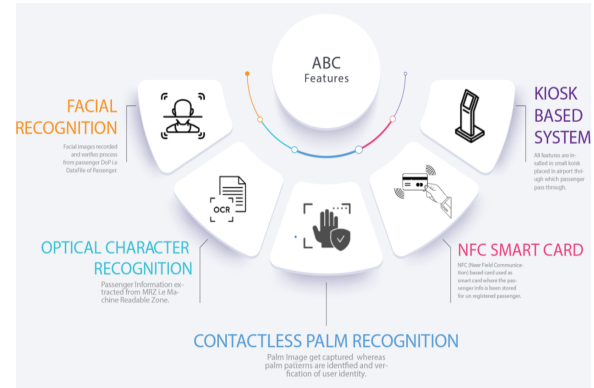 ABC
Features
FACIAL
RECOGNITION
Facial images recorded
and verifies process
from passenger DoP i.e
Datafile of Passenger.
OCR
OPTICAL CHARACTER
RECOGNITION
Passenger Information ex-
tracted from MRZ i.e Ma-
chine Readable Zone.
CONTACTLESS PALM RECOGNITION
Palm Image get captured whereas
palm patterns are identfied and ver-
fication of user identity.
NFC SMART CARD
NFC (Near Field Communica-
tion) based card used as
smart card where the pas-
senger info is been stored
for un registered passenger.
KIOSK
BASED
SYSTEM
All features are in-
stalled in small kiosk
placed in airport thro-
ugh which passenger
pass through.